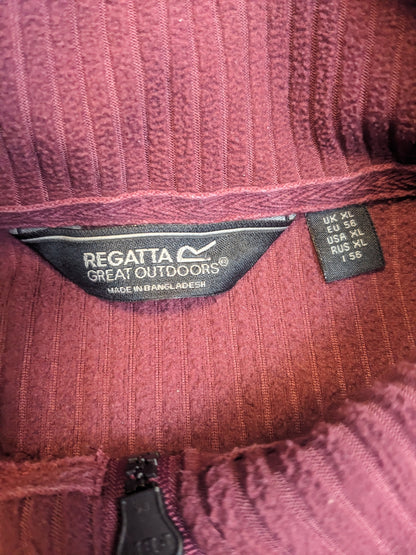 REGATTA
GREAT OUTDOORS®
MADE IN BANGLADESH
UK XL
EU 56
USA XL
RUS XL
I 56